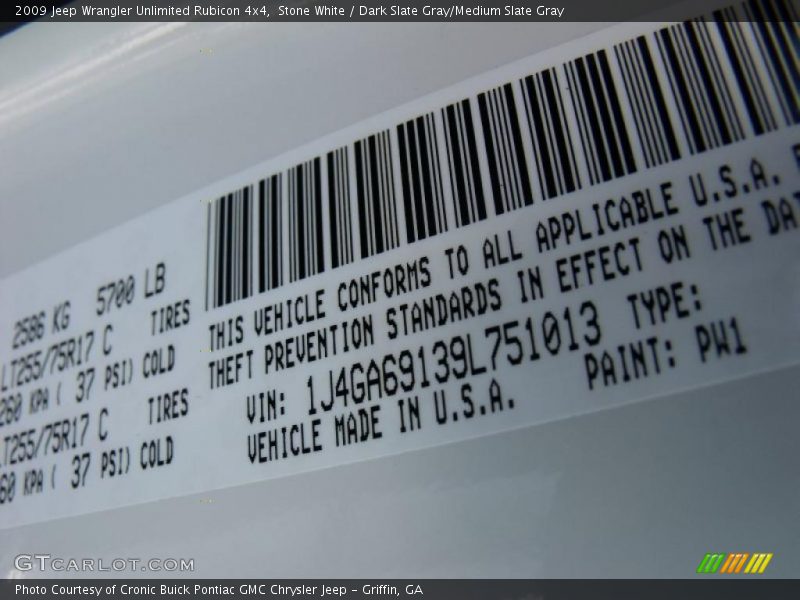 2009 Jeep Wrangler Unlimited Rubicon 4x4, Stone White / Dark Slate Gray/Medium Slate Gray
2586 KG 5700 LB
LT255/75R17 C TIRES
260 KPA ( 37 PSI) COLD
LT255/75R17 C TIRES
60 KPA ( 37 PSI) COLD
THIS VEHICLE CONFORMS TO ALL APPLICABLE U.S.A.
THEFT PREVENTION STANDARDS IN EFFECT ON THE DAT
VIN: 1J4GA69139L751013 TYPE:
VEHICLE MADE IN U.S.A. PAINT: PW1
GTCARLOT.COM
Photo Courtesy of Cronic Buick Pontiac GMC Chrysler Jeep – Griffin, GA